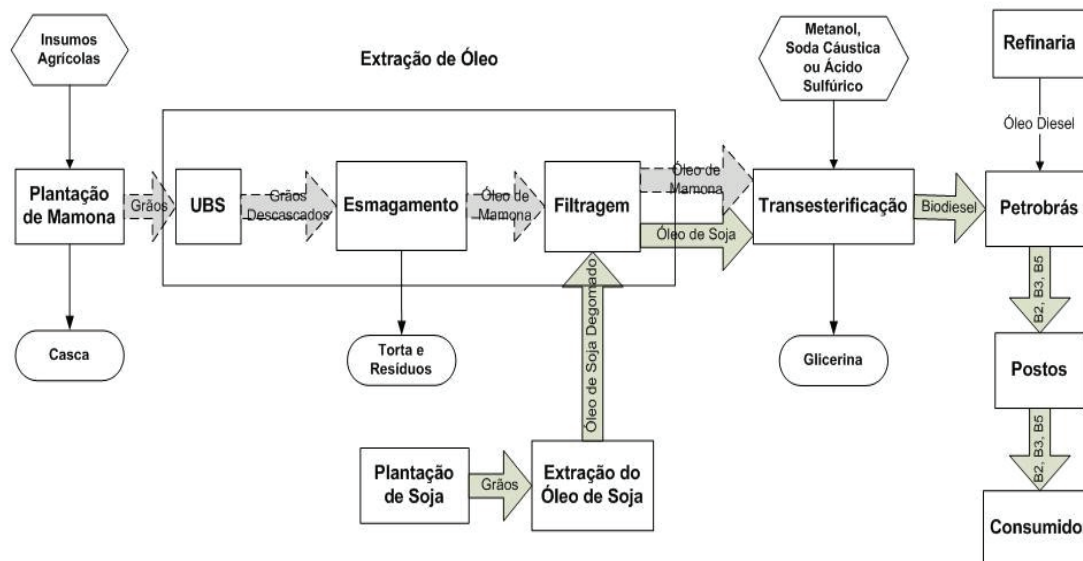 Insumos
Agrícolas
Extração de Óleo
Metanol,
Soda Cáustica
ou Ácido
Sulfúrico
Refinaria
Óleo Diesel
Plantação
de Mamona
Grãos
UBS
Grãos
Descascados
Esmagamento
Óleo de
Mamona
Filtragem
Óleo de
Mamona
Óleo de Soja
Transesterificação
Biodiesel
Petrobrás
Casca
Torta e
Resíduos
Óleo de Soja Degomado
Glicerina
B2, B3, B5
Postos
B2, B3, B5
Plantação
de Soja
Grãos
Extração do
Óleo de Soja
Consumido